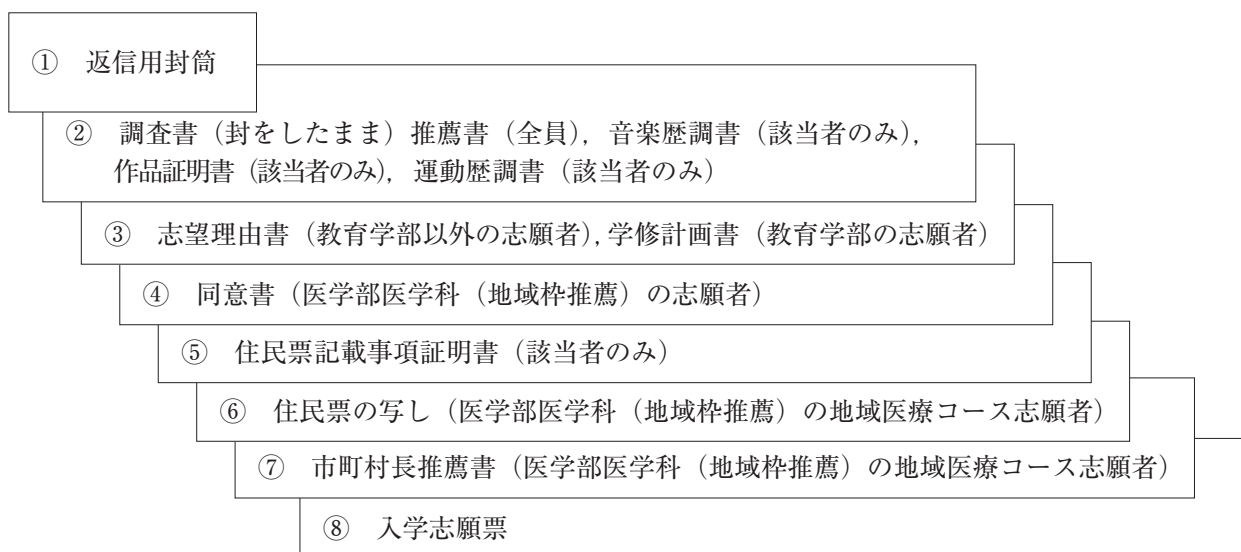 ① 返信用封筒
② 調査書（封をしたまま）推薦書（全員），音楽歴調書（該当者のみ），
作品証明書（該当者のみ），運動歴調書（該当者のみ）
③ 志望理由書（教育学部以外の志願者），学修計画書（教育学部の志願者）
④ 同意書（医学部医学科（地域枠推薦）の志願者）
⑤ 住民票記載事項証明書（該当者のみ）
⑥ 住民票の写し（医学部医学科（地域枠推薦）の地域医療コース志願者）
⑦ 市町村長推薦書（医学部医学科（地域枠推薦）の地域医療コース志願者）
⑧ 入学志願票